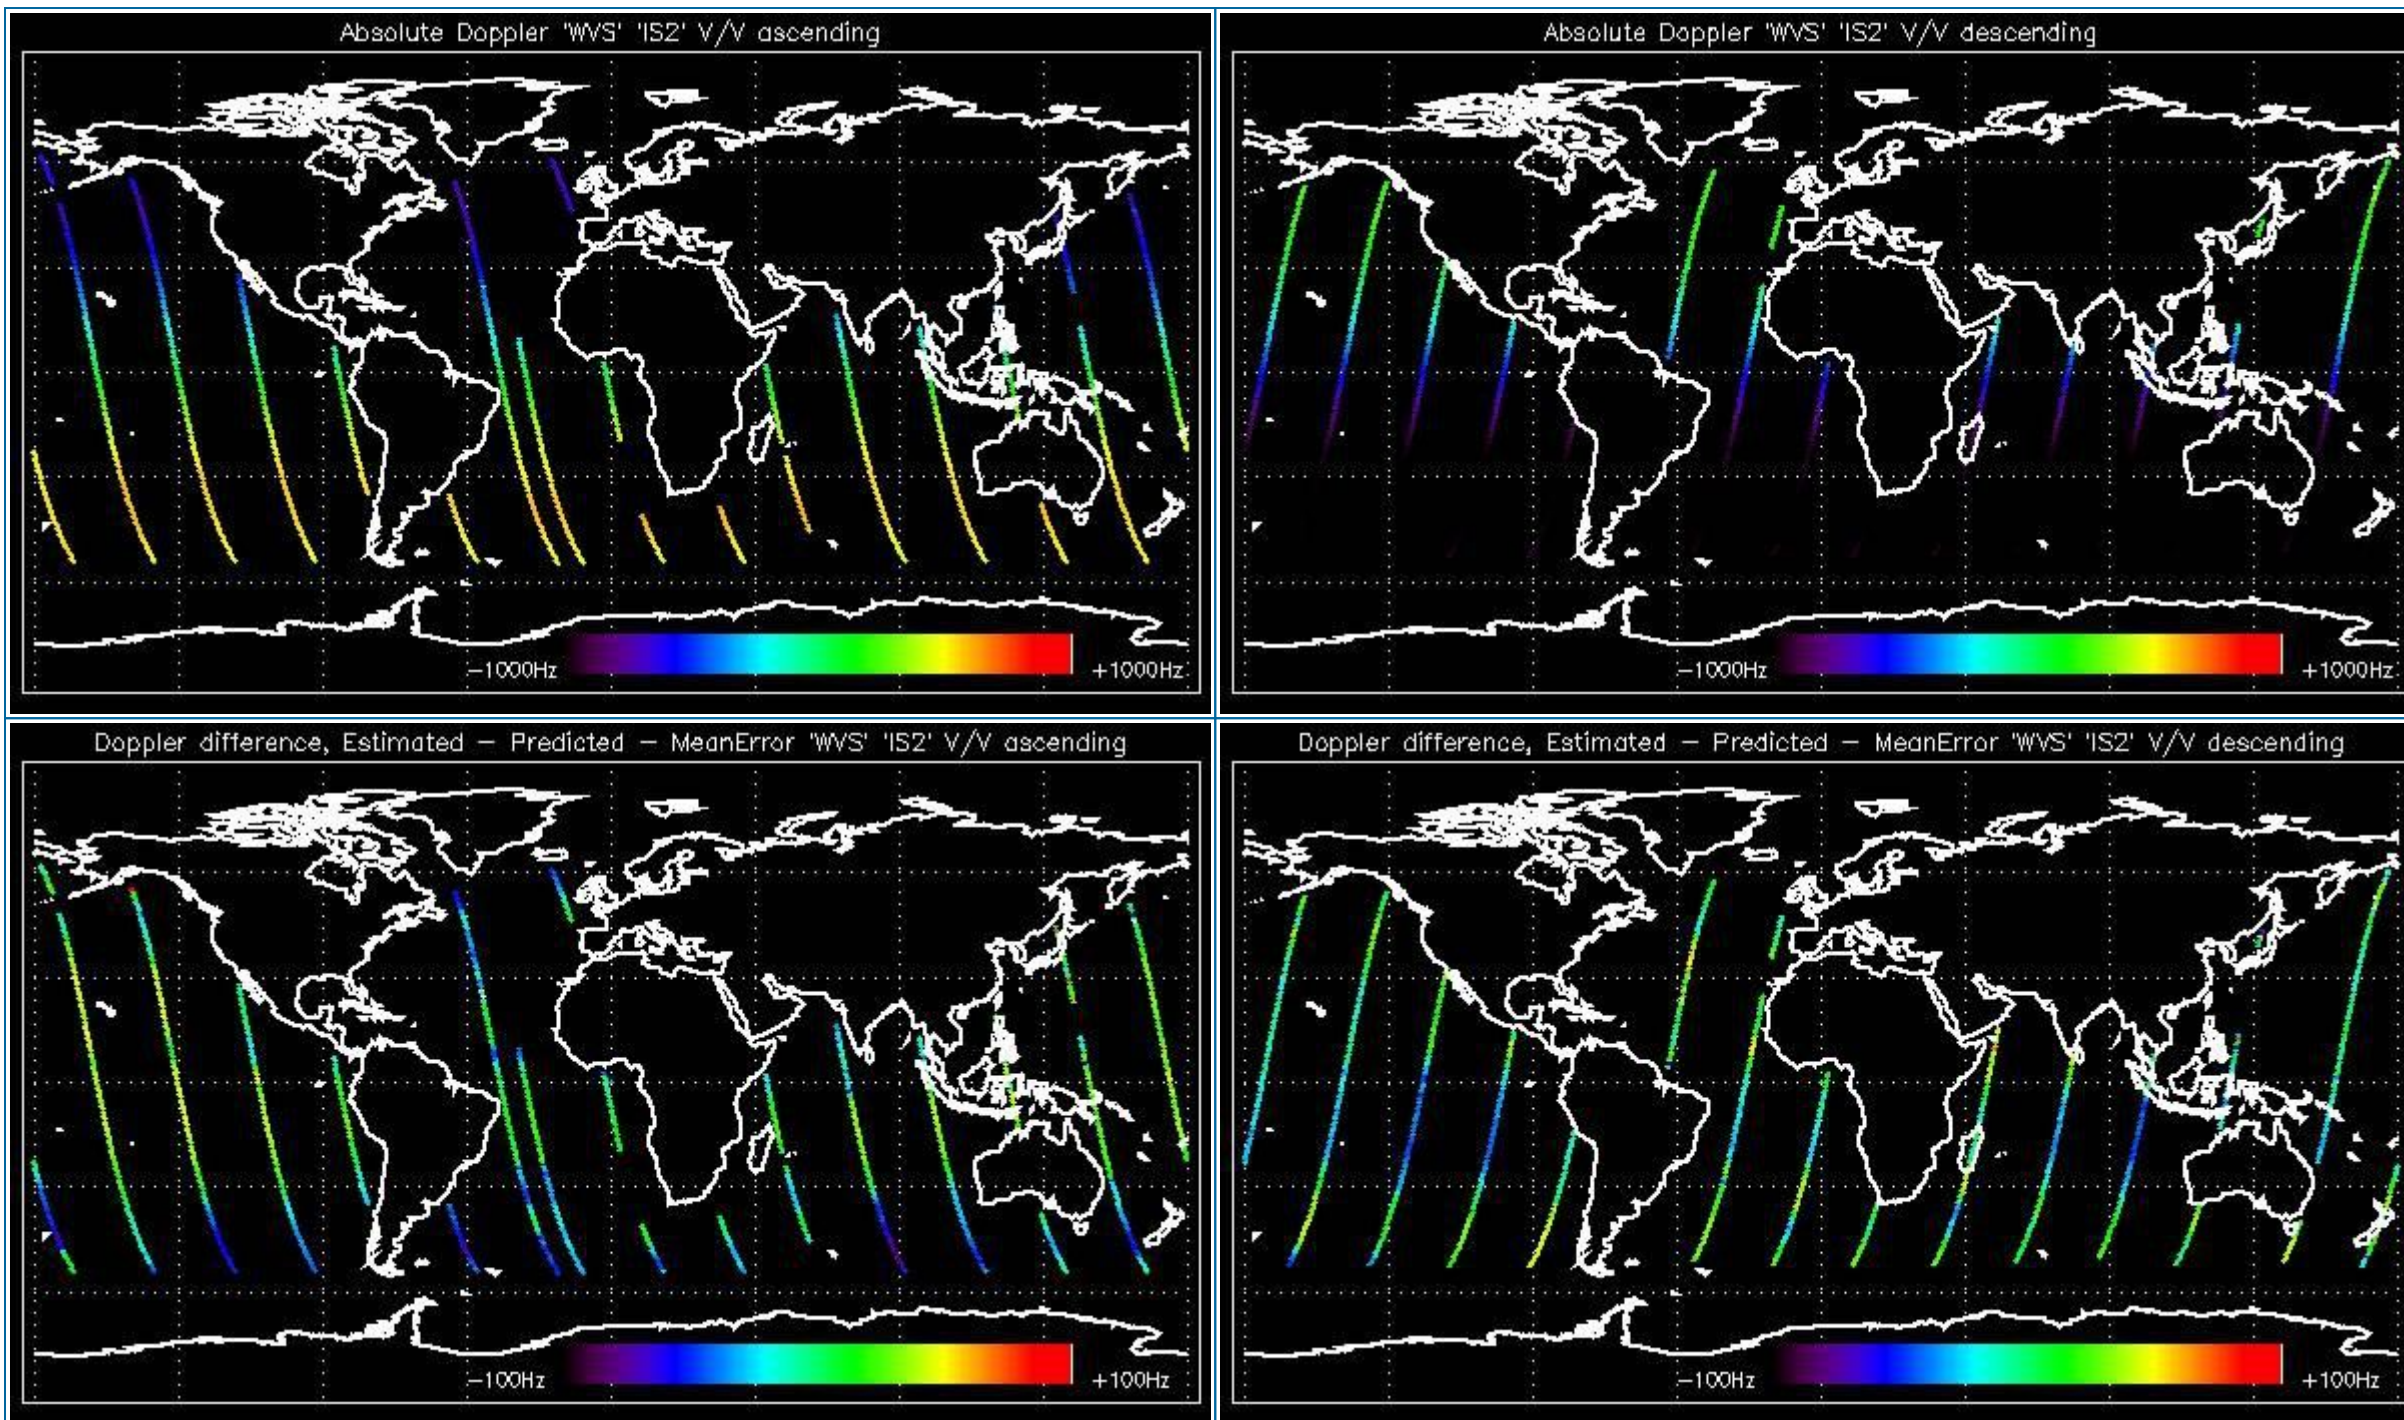 Absolute Doppler 'WVS' 'IS2' V/V ascending
-1000Hz
+1000Hz
Absolute Doppler 'WVS' 'IS2' V/V descending
-1000Hz
+1000Hz
Doppler difference, Estimated - Predicted - MeanError 'WVS' 'IS2' V/V ascending
-100Hz
+100Hz
Doppler difference, Estimated - Predicted - MeanError 'WVS' 'IS2' V/V descending
-100Hz
+100Hz